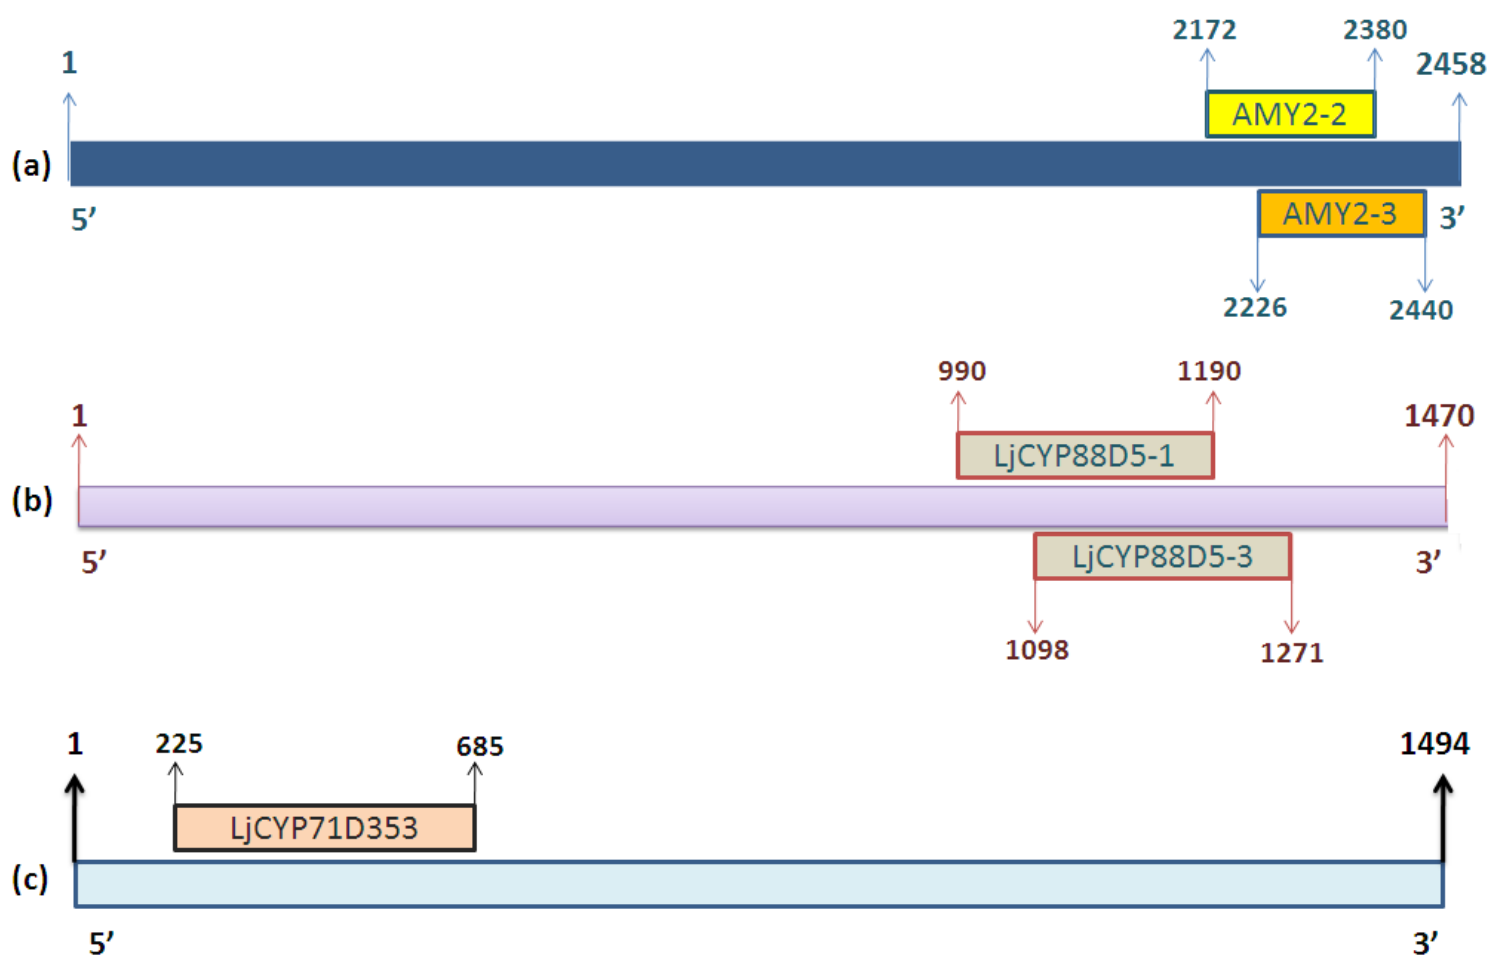 2172 2380
1 2458
AMY2-2
(a)
5’ AMY2-3 3’
2226 2440
990 1190
1 1470
LjCYP88D5-1
(b)
5’ LjCYP88D5-3 3’
1098 1271
1 225 685 1494
LjCYP71D353
(c)
5’ 3’